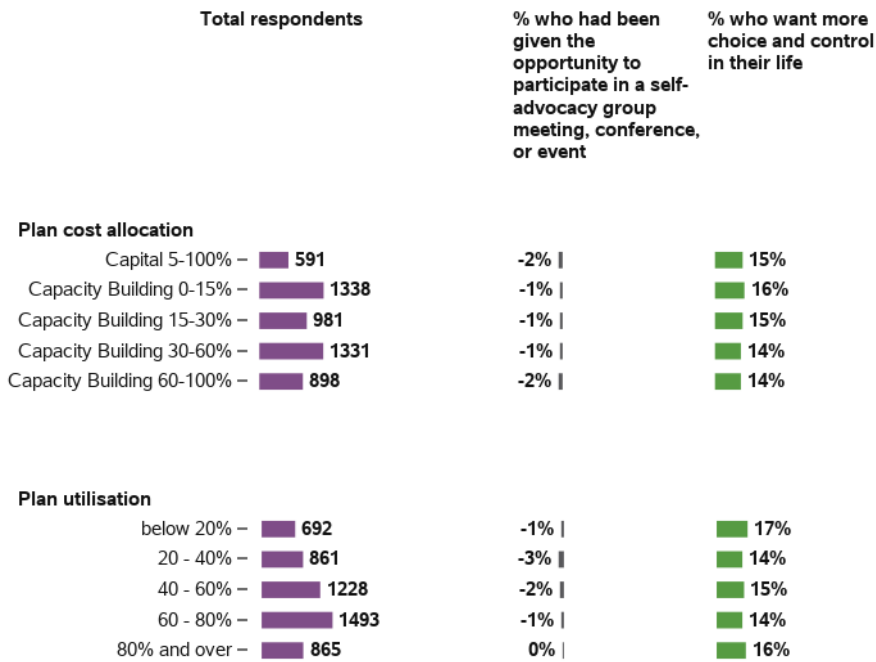 Total respondents
% who had been
given the
opportunity to
participate in a self-
advocacy group
meeting, conference,
or event
% who want more
choice and control
in their life
Plan cost allocation
Capital 5-100% – 591 -2% 15%
Capacity Building 0-15% – 1338 -1% 16%
Capacity Building 15-30% – 981 -1% 15%
Capacity Building 30-60% – 1331 -1% 14%
Capacity Building 60-100% – 898 -2% 14%
Plan utilisation
below 20% – 692 -1% 17%
20 - 40% – 861 -3% 14%
40 - 60% – 1228 -2% 15%
60 - 80% – 1493 -1% 14%
80% and over – 865 0% 16%